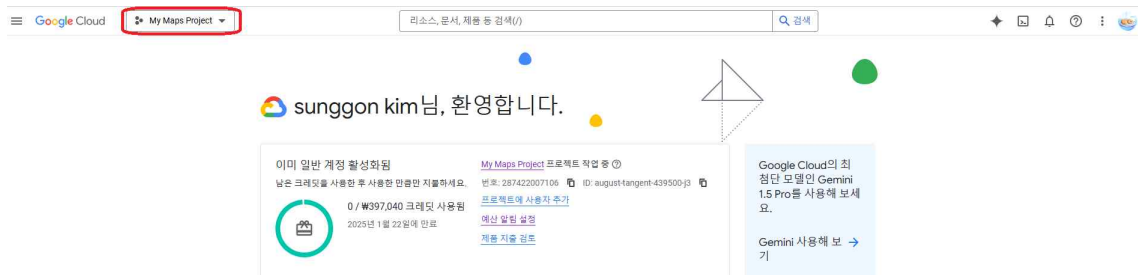 Google Cloud
My Maps Project
리소스, 문서, 제품 등 검색(/)
검색
sunggon kim님, 환영합니다.
이미 일반 계정 활성화됨
남은 크레딧을 사용한 후 사용한 만큼만 지불하세요.
0 / ₩397,040 크레딧 사용됨
2025년 1월 22일에 만료
My Maps Project 프로젝트 작업 중
번호: 287422007106 ID: august-tangent-439500-j3
프로젝트에 사용자 추가
예산 알림 설정
제품 지출 검토
Google Cloud의 최
첨단 모델인 Gemini
1.5 Pro를 사용해 보세
요.
Gemini 사용해 보
기